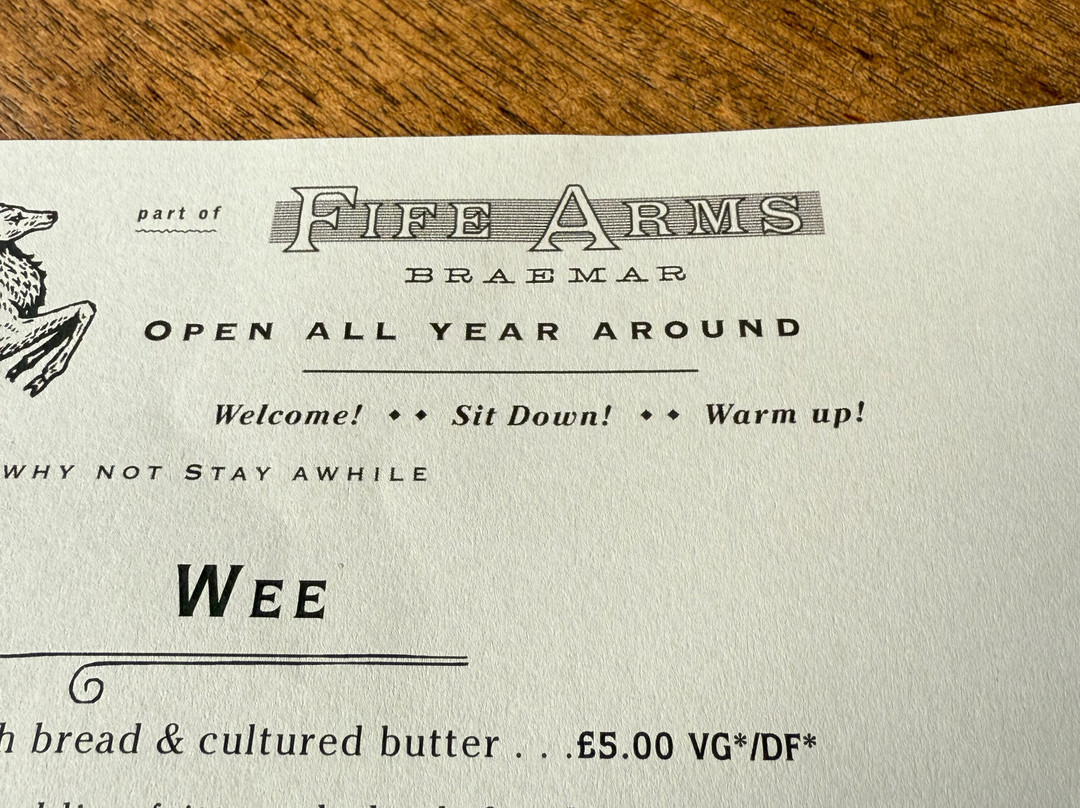 part of
FIFE ARMS
BRAEMAR
OPEN ALL YEAR AROUND
Welcome! ⬥⬥ Sit Down! ⬥⬥ Warm up!
WHY NOT STAY AWHILE
WEE
bread & cultured butter . . .£5.00 VG*/DF*